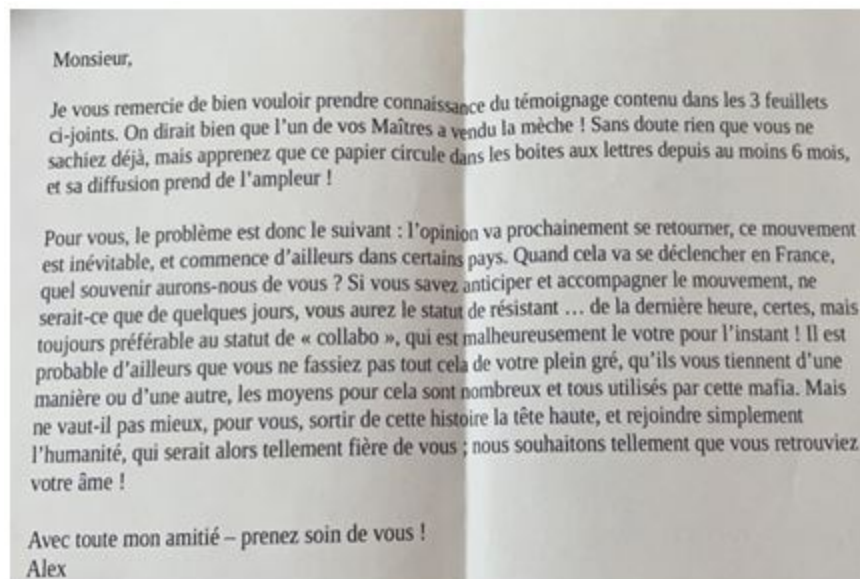 Monsieur,
Je vous remercie de bien vouloir prendre connaissance du témoignage contenu dans les 3 feuillets
ci-joints. On dirait bien que l'un de vos Maîtres a vendu la mèche ! Sans doute rien que vous ne
sachiez déjà, mais apprenez que ce papier circule dans les boites aux lettres depuis au moins 6 mois,
et sa diffusion prend de l'ampleur !
Pour vous, le problème est donc le suivant : l'opinion va prochainement se retourner, ce mouvement
est inévitable, et commence d'ailleurs dans certains pays. Quand cela va se déclencher en France,
quel souvenir aurons-nous de vous ? Si vous savez anticiper et accompagner le mouvement, ne
serait-ce que de quelques jours, vous aurez le statut de résistant … de la dernière heure, certes, mais
toujours préférable au statut de « collabo », qui est malheureusement le votre pour l'instant ! Il est
probable d'ailleurs que vous ne fassiez pas tout cela de votre plein gré, qu'ils vous tiennent d'une
manière ou d'une autre, les moyens pour cela sont nombreux et tous utilisés par cette mafia. Mais
ne vaut-il pas mieux, pour vous, sortir de cette histoire la tête haute, et rejoindre simplement
l'humanité, qui serait alors tellement fière de vous ; nous souhaitons tellement que vous retrouviez
votre âme !
Avec toute mon amitié – prenez soin de vous !
Alex